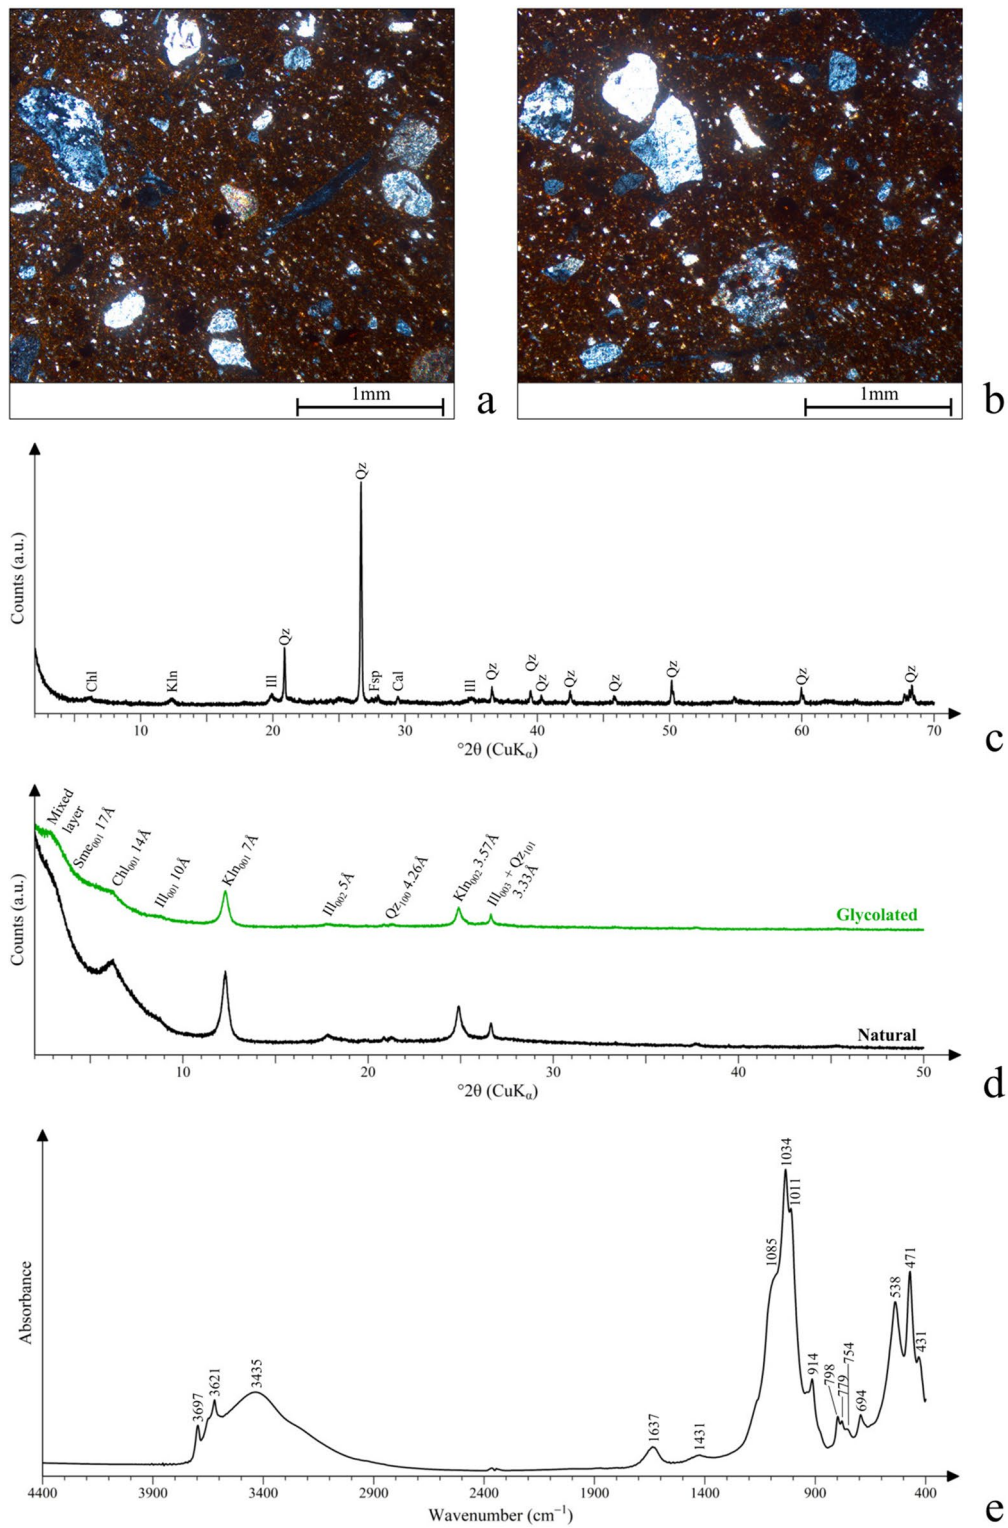 1mm
a
1mm
b
Counts (a.u.)
Chl
Kln
Ill
Qz
Qz
Fsp
Cal
Ill
Qz
Qz
Qz
Qz
Qz
Qz
Qz
Qz
10
20
30
40
50
60
70
°2θ (CuKα)
c
Counts (a.u.)
Mixed
layer
Sme001 17Å
Chl001 14Å
Ill001 10Å
Kln001 7Å
Ill002 5Å
Qz100 4.26Å
Kln002 3.57Å
Ill003 + Qz101
3.33Å
Glycolated
Natural
10
20
30
40
50
°2θ (CuKα)
d
Absorbance
3697
3621
3435
1637
1431
1085
1034
1011
914
798
779
754
694
538
471
431
4400
3900
3400
2900
2400
1900
1400
900
400
Wavenumber (cm⁻¹)
e